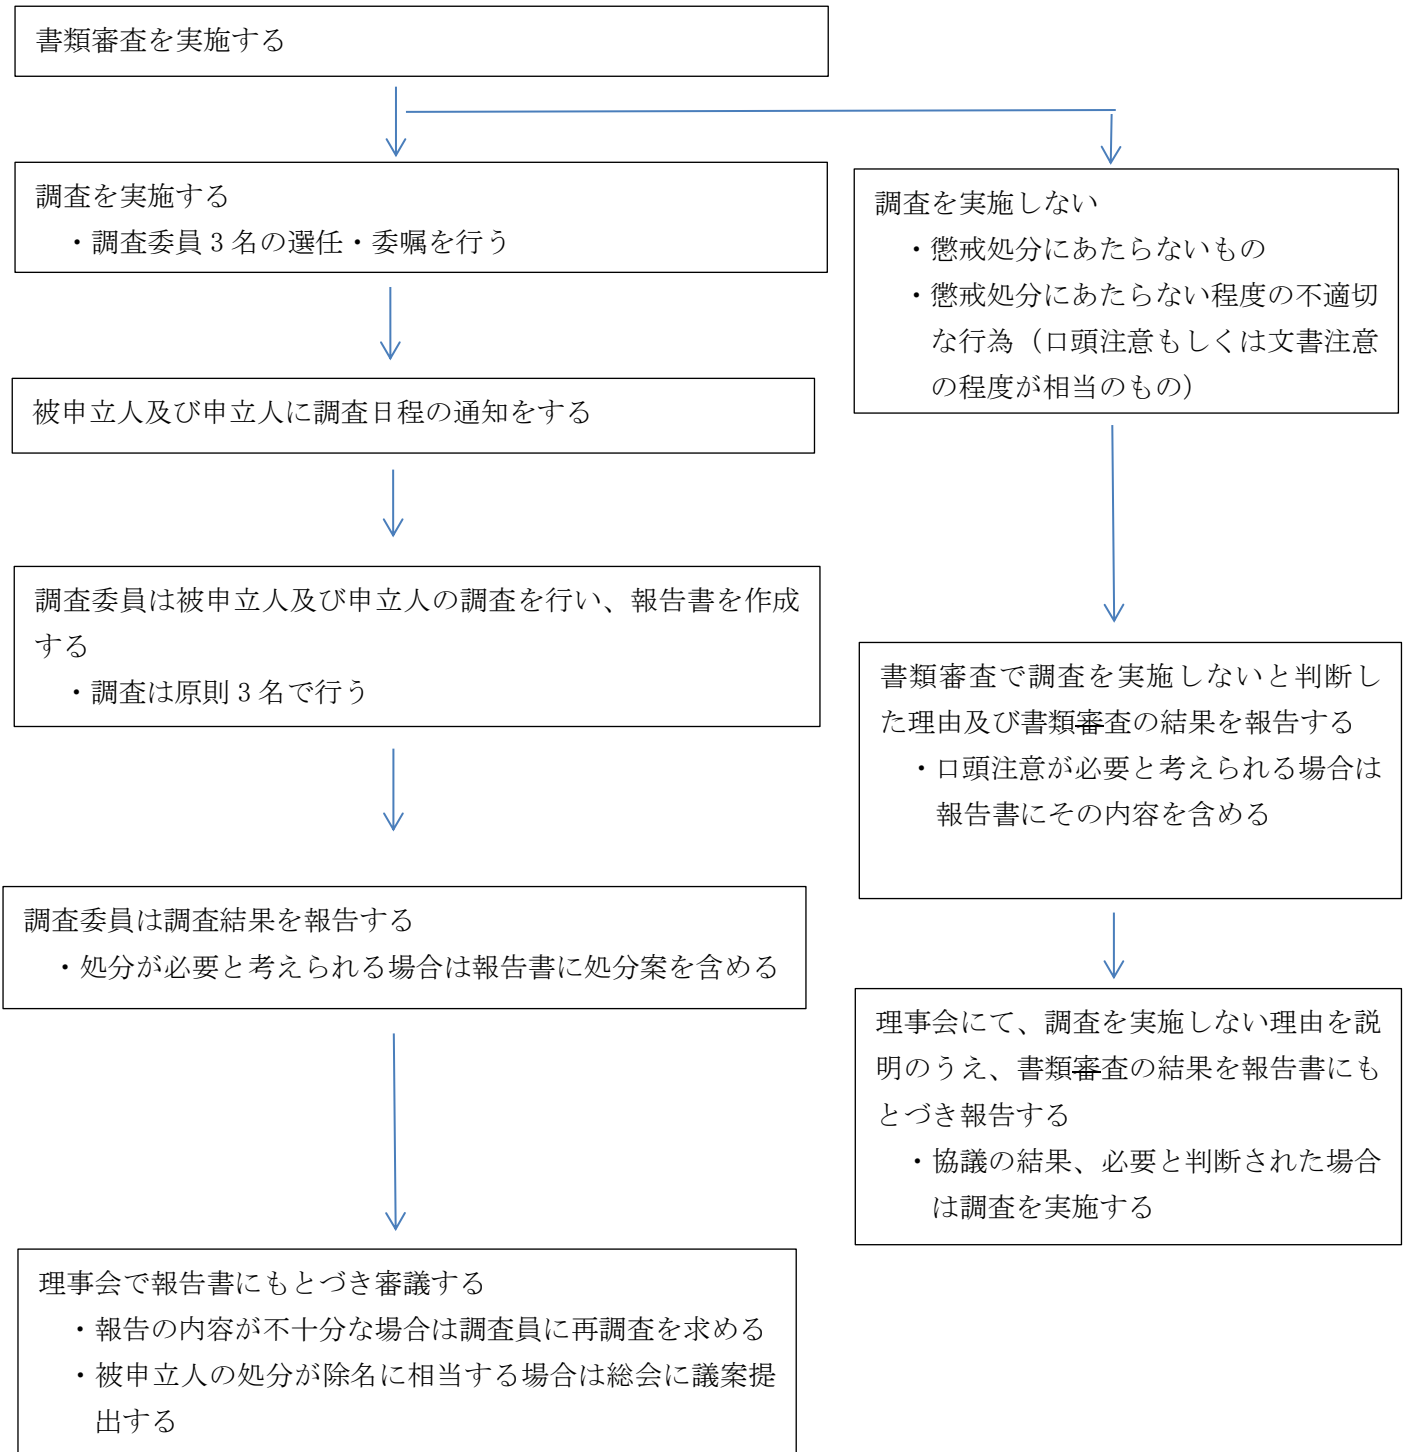 書類審査を実施する
調査を実施する
・調査委員3名の選任・委嘱を行う
被申立人及び申立人に調査日程の通知をする
調査委員は被申立人及び申立人の調査を行い、報告書を作成
する
・調査は原則3名で行う
調査委員は調査結果を報告する
・処分が必要と考えられる場合は報告書に処分案を含める
理事会で報告書にもとづき審議する
・報告の内容が不十分な場合は調査員に再調査を求める
・被申立人の処分が除名に相当する場合は総会に議案提
出する
調査を実施しない
・懲戒処分にあたらないもの
・懲戒処分にあたらない程度の不適切
な行為（口頭注意もしくは文書注意
の程度が相当のもの）
書類審査で調査を実施しないと判断し
た理由及び書類審査の結果を報告する
・口頭注意が必要と考えられる場合は
報告書にその内容を含める
理事会にて、調査を実施しない理由を説
明のうえ、書類審査の結果を報告書にも
とづき報告する
・協議の結果、必要と判断された場合
は調査を実施する